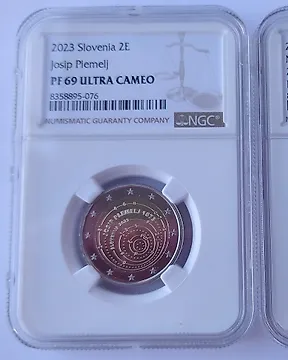 2023 Slovenia 2E
Josip Plemelj
PF 69 ULTRA CAMEO
8358895-076
NUMISMATIC GUARANTY COMPANY
NGC